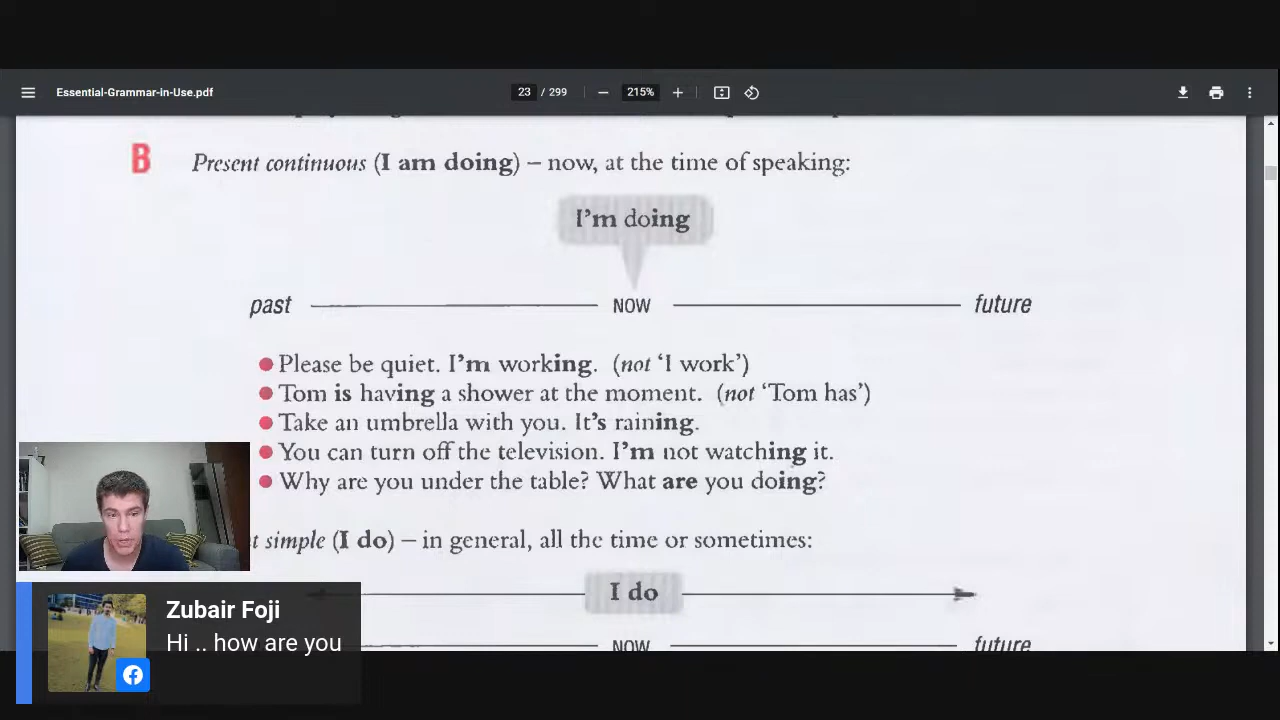 Essential-Grammar-in-Use.pdf
23 / 299
215%
B Present continuous (I am doing) – now, at the time of speaking:
I'm doing
past NOW future
Please be quiet. I'm working. (not 'I work')
Tom is having a shower at the moment. (not 'Tom has')
Take an umbrella with you. It's raining.
You can turn off the television. I'm not watching it.
Why are you under the table? What are you doing?
simple (I do) – in general, all the time or sometimes:
I do
NOW future
Zubair Foji
Hi .. how are you